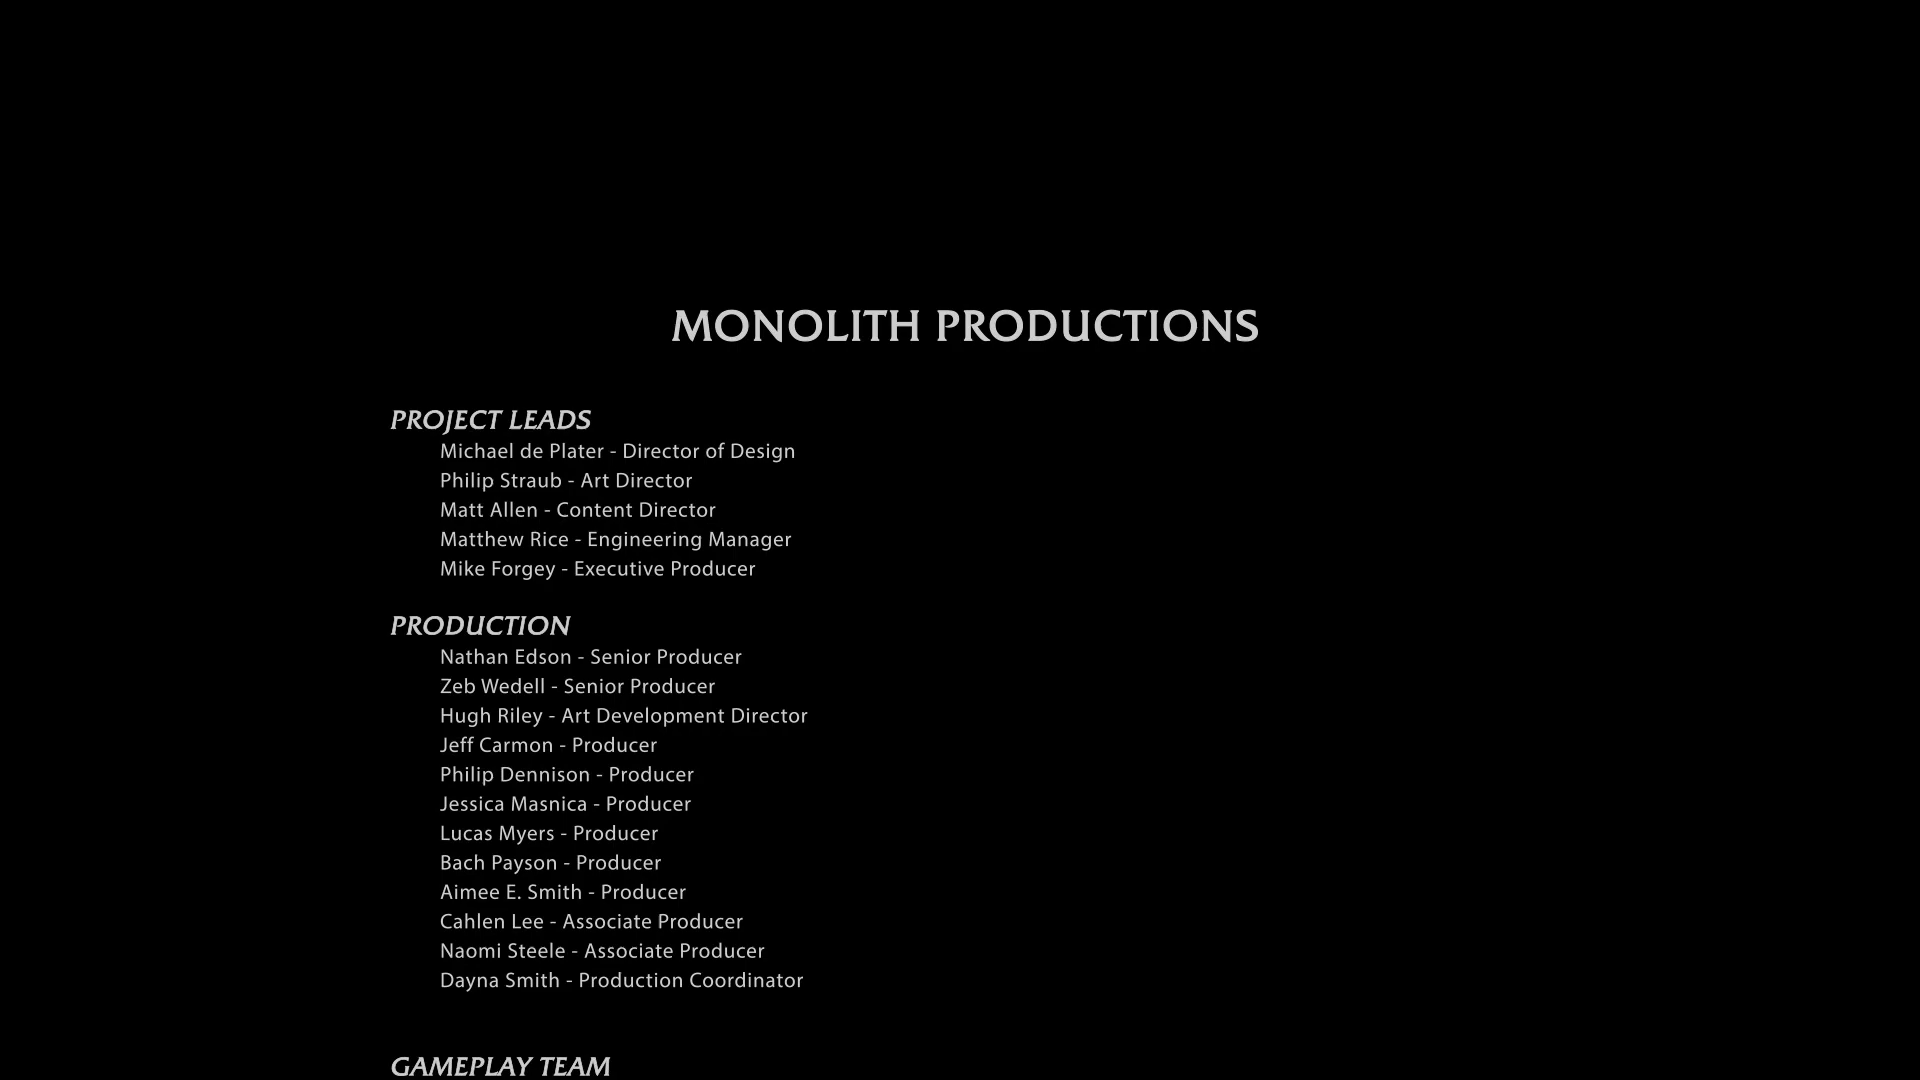 MONOLITH PRODUCTIONS
PROJECT LEADS
Michael de Plater - Director of Design
Philip Straub - Art Director
Matt Allen - Content Director
Matthew Rice - Engineering Manager
Mike Forgey - Executive Producer
PRODUCTION
Nathan Edson - Senior Producer
Zeb Wedell - Senior Producer
Hugh Riley - Art Development Director
Jeff Carmon - Producer
Philip Dennison - Producer
Jessica Masnica - Producer
Lucas Myers - Producer
Bach Payson - Producer
Aimee E. Smith - Producer
Cahlen Lee - Associate Producer
Naomi Steele - Associate Producer
Dayna Smith - Production Coordinator
GAMEPLAY TEAM